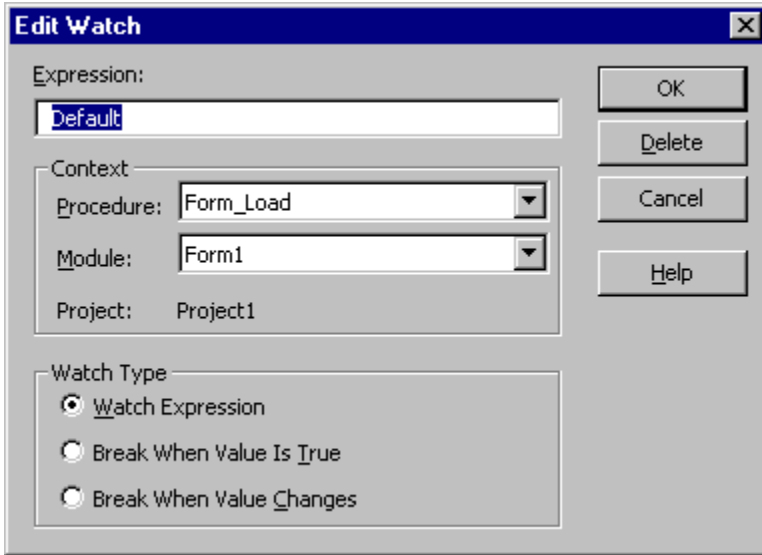 Edit Watch
Expression:
Default
OK
Delete
Cancel
Help
Context
Procedure: Form_Load
Module: Form1
Project: Project1
Watch Type
Watch Expression
Break When Value Is True
Break When Value Changes